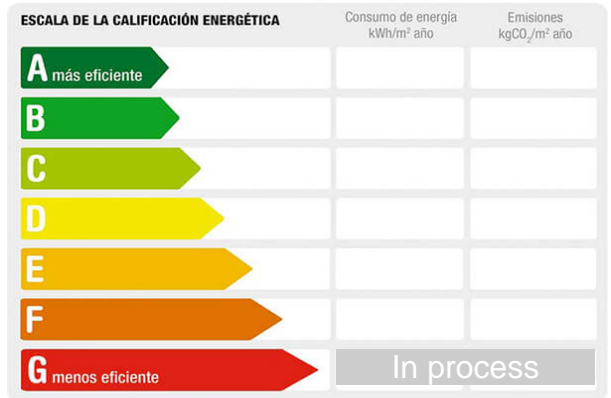 ESCALA DE LA CALIFICACIÓN ENERGÉTICA
Consumo de energía
kWh/m² año
Emisiones
kgCO₂/m² año
A más eficiente
B
C
D
E
F
G menos eficiente
In process